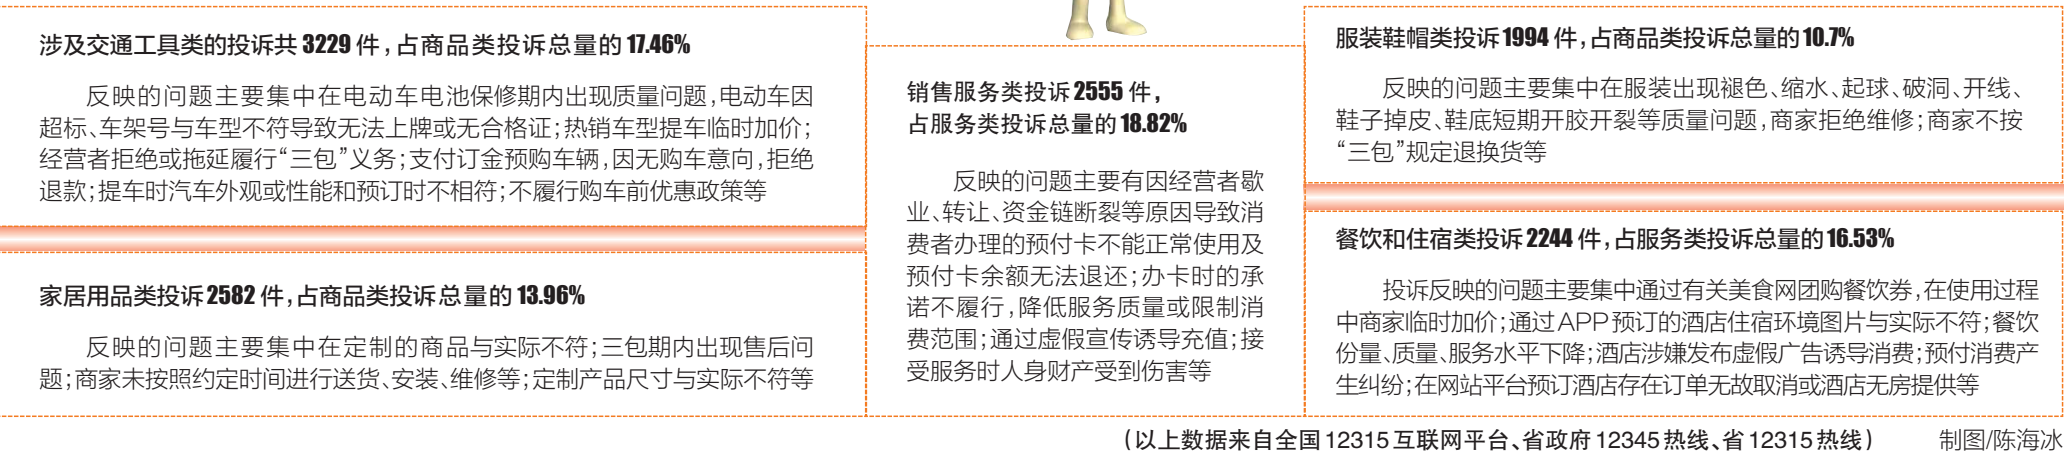 涉及交通工具类的投诉共3229件，占商品类投诉总量的17.46%
反映的问题主要集中在电动车电池保修期内出现质量问题，电动车因
超标、车架号与车型不符导致无法上牌或无合格证；热销车型提车临时加价；
经营者拒绝或拖延履行“三包”义务；支付订金预购车辆，因无购车意向，拒绝
退款；提车时汽车外观或性能和预订时不相符；不履行购车前优惠政策等
家居用品类投诉2582件，占商品类投诉总量的13.96%
反映的问题主要集中在定制的商品与实际不符；三包期内出现售后问
题；商家未按照约定时间进行送货、安装、维修等；定制产品尺寸与实际不符等
销售服务类投诉2555件，
占服务类投诉总量的18.82%
反映的问题主要有因经营者歇
业、转让、资金链断裂等原因导致消
费者办理的预付卡不能正常使用及
预付卡余额无法退还；办卡时的承
诺不履行，降低服务质量或限制消
费范围；通过虚假宣传诱导充值；接
受服务时人身财产受到伤害等
服装鞋帽类投诉1994件，占商品类投诉总量的10.7%
反映的问题主要集中在服装出现褪色、缩水、起球、破洞、开线、
鞋子掉皮、鞋底短期开胶开裂等质量问题，商家拒绝维修；商家不按
“三包”规定退换货等
餐饮和住宿类投诉2244件，占服务类投诉总量的16.53%
投诉反映的问题主要集中通过有关美食网团购餐饮券，在使用过程
中商家临时加价；通过APP预订的酒店住宿环境图片与实际不符；餐饮
份量、质量、服务水平下降；酒店涉嫌发布虚假广告诱导消费；预付消费产
生纠纷；在网站平台预订酒店存在订单无故取消或酒店无房提供等
（以上数据来自全国12315互联网平台、省政府12345热线、省12315热线） 制图/陈海冰